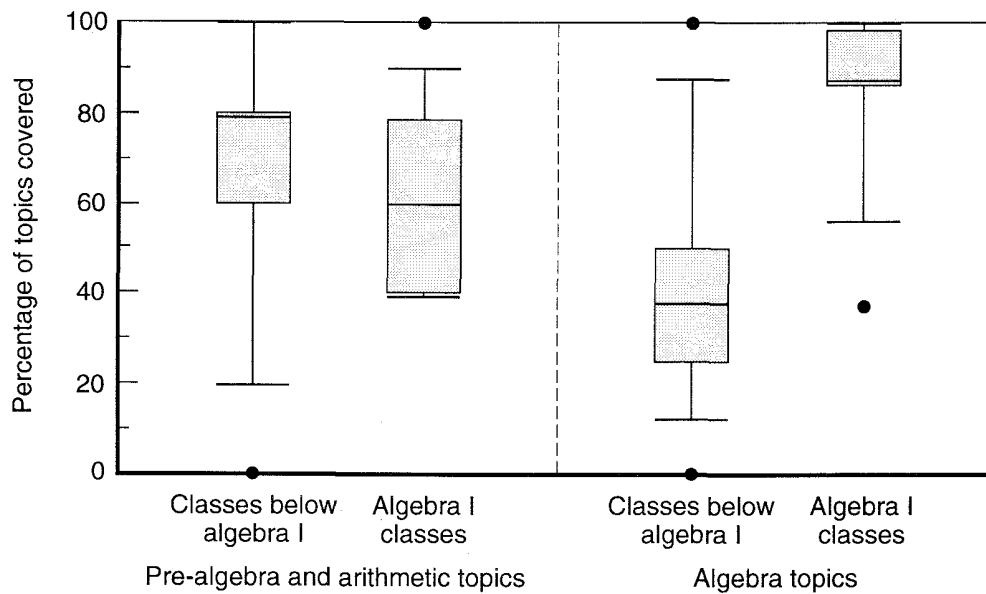 Percentage of topics covered
100
80
60
40
20
0
Classes below
algebra I
Algebra I
classes
Classes below
algebra I
Algebra I
classes
Pre-algebra and arithmetic topics
Algebra topics